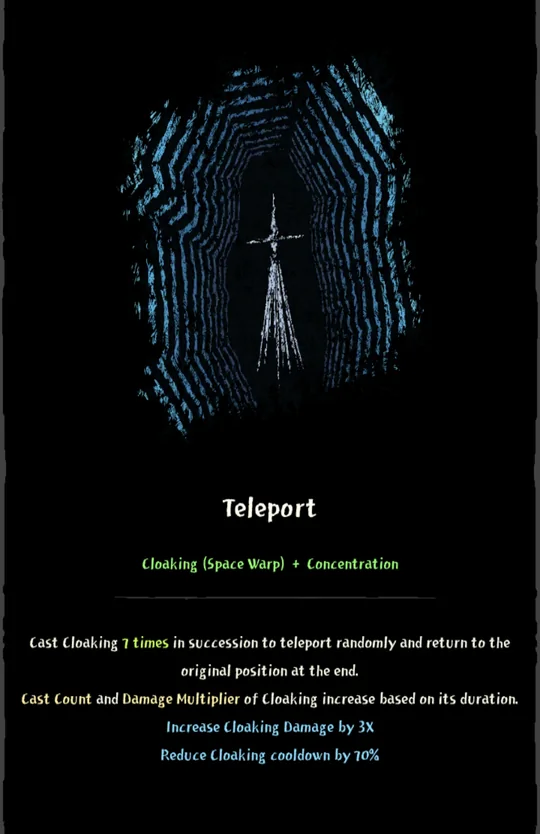 Teleport
Cloaking (Space Warp) + Concentration
Cast Cloaking 7 times in succession to teleport randomly and return to the
original position at the end.
Cast Count and Damage Multiplier of Cloaking increase based on its duration.
Increase Cloaking Damage by 3X
Reduce Cloaking cooldown by 70%